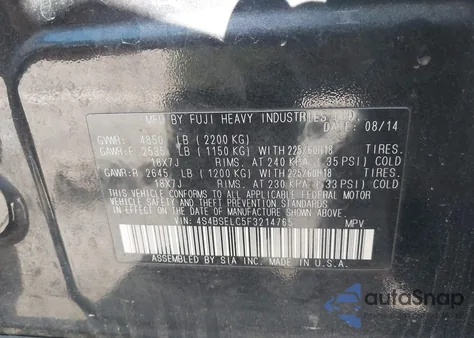 MFD BY FUJI HEAVY INDUSTRIES LTD.
DATE: 08/14
GVWR: 4850 LB (2200 KG)
GAWR:F 2535 LB (1150 KG) WITH 225/60R18 TIRES.
18X7J RIMS. AT 240 KPA (35 PSI) COLD
GAWR:R 2645 LB (1200 KG) WITH 225/60R18 TIRES.
18X7J RIMS. AT 230 KPA (33 PSI) COLD
THIS VEHICLE CONFORMS TO ALL APPLICABLE FEDERAL MOTOR
VEHICLE SAFETY AND BUMPER STANDARDS IN EFFECT ON THE
DATE OF MANUFACTURE SHOWN ABOVE.
VIN: 4S4BSELC5F3214765 MPV
ASSEMBLED BY SIA INC. MADE IN U.S.A.
autoSnap